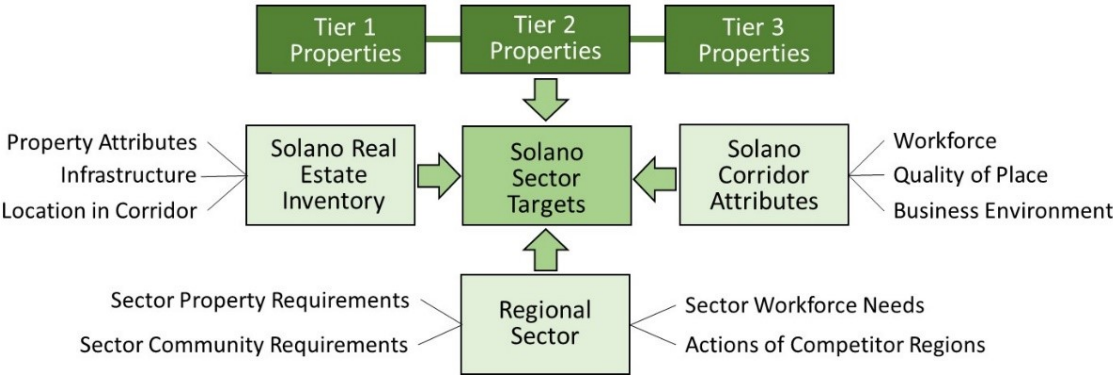 Tier 1
Properties
Tier 2
Properties
Tier 3
Properties
Property Attributes
Infrastructure
Location in Corridor
Solano Real
Estate
Inventory
Solano
Sector
Targets
Solano
Corridor
Attributes
Workforce
Quality of Place
Business Environment
Sector Property Requirements
Sector Community Requirements
Regional
Sector
Sector Workforce Needs
Actions of Competitor Regions